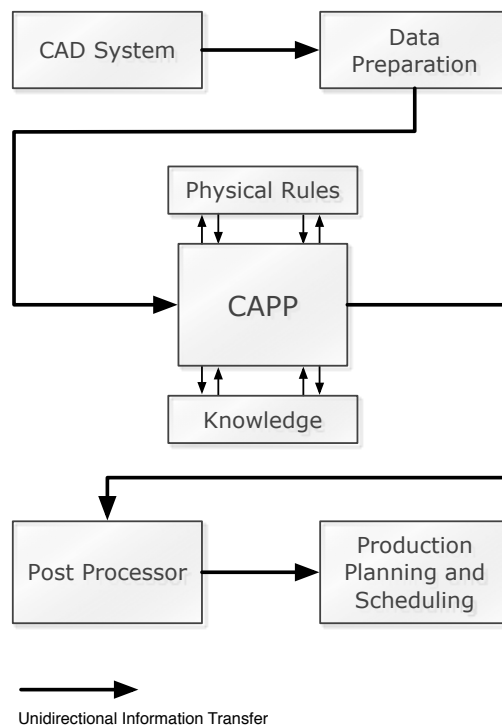 CAD System
Data
Preparation
Physical Rules
CAPP
Knowledge
Post Processor
Production
Planning and
Scheduling
Unidirectional Information Transfer